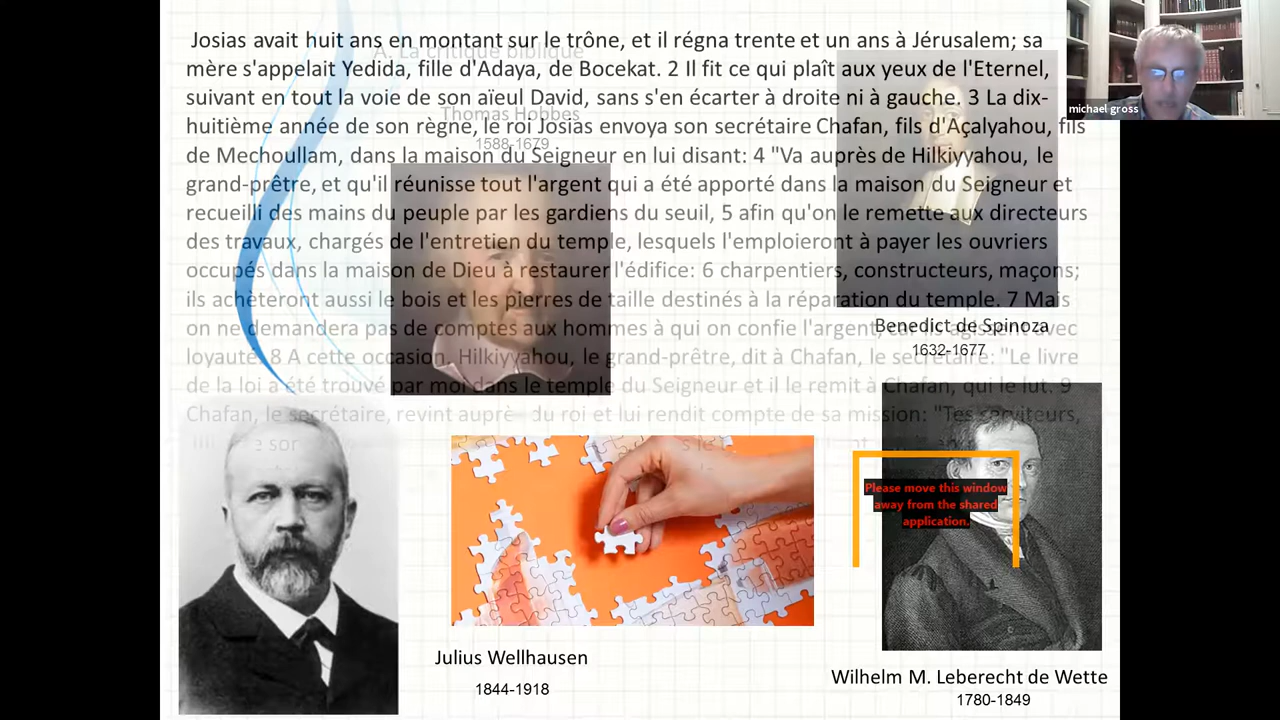 Josias avait huit ans en montant sur le trône, et il régna trente et un ans à Jérusalem; sa
A. La critique biblique
mère s'appelait Yedida, fille d'Adaya, de Bocekat. 2 Il fit ce qui plaît aux yeux de l'Eternel,
suivant en tout la voie de son aïeul David, sans s'en écarter à droite ni à gauche. 3 La dix-
michael gross
Thomas Hobbes
huitième année de son règne, le roi Josias envoya son secrétaire Chafan, fils d'Açalyahou, fils
1588-1679
de Mechoullam, dans la maison du Seigneur en lui disant: 4 "Va auprès de Hilkiyyahou, le
grand-prêtre, et qu'il réunisse tout l'argent qui a été apporté dans la maison du Seigneur et
recueilli des mains du peuple par les gardiens du seuil, 5 afin qu'on le remette aux directeurs
des travaux, chargés de l'entretien du temple, lesquels l'emploieront à payer les ouvriers
occupés dans la maison de Dieu à restaurer l'édifice: 6 charpentiers, constructeurs, maçons;
ils achèteront aussi le bois et les pierres de taille destinés à la réparation du temple. 7 Mais
on ne demandera pas de comptes aux hommes à qui on confie l'argent, car ils agissent avec
Benedict de Spinoza
1632-1677
loyauté. 8 A cette occasion, Hilkiyyahou, le grand-prêtre, dit à Chafan, le secrétaire: "Le livre
de la loi a été trouvé par moi dans le temple du Seigneur et il le remit à Chafan, qui le lut. 9
Chafan, le secrétaire, revint auprès du roi et lui rendit compte de sa mission: "Tes serviteurs,
Please move this window
away from the shared
application.
Julius Wellhausen
1844-1918
Wilhelm M. Leberecht de Wette
1780-1849